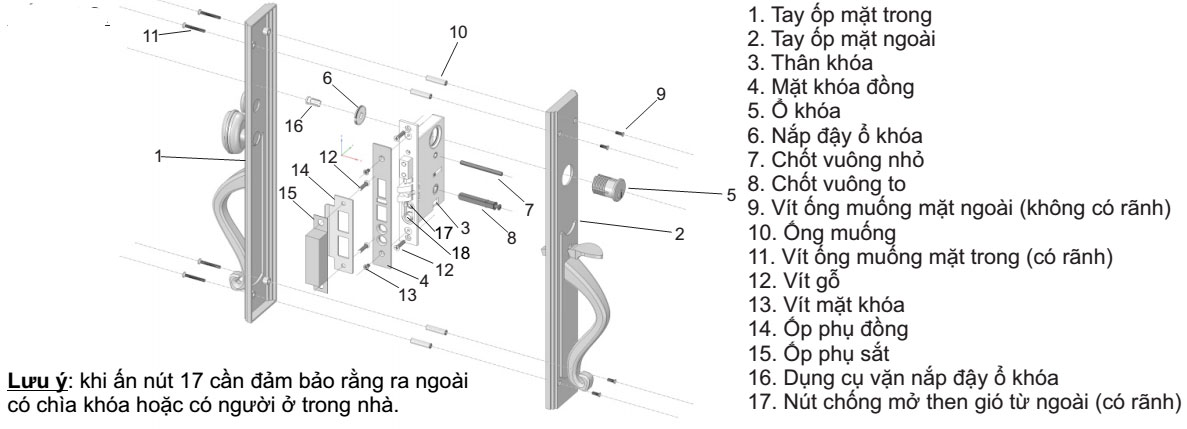 11
10
9
6
16
1
12
14
15
7
5
3
17
8
2
18
12
4
13
1. Tay ốp mặt trong
2. Tay ốp mặt ngoài
3. Thân khóa
4. Mặt khóa đồng
5. Ổ khóa
6. Nắp đậy ổ khóa
7. Chốt vuông nhỏ
8. Chốt vuông to
9. Vít ống muống mặt ngoài (không có rãnh)
10. Ống muống
11. Vít ống muống mặt trong (có rãnh)
12. Vít gỗ
13. Vít mặt khóa
14. Ốp phụ đồng
15. Ốp phụ sắt
16. Dụng cụ vặn nắp đậy ổ khóa
17. Nút chống mở then gió từ ngoài (có rãnh)
Lưu ý: khi ấn nút 17 cần đảm bảo rằng ra ngoài
có chìa khóa hoặc có người ở trong nhà.